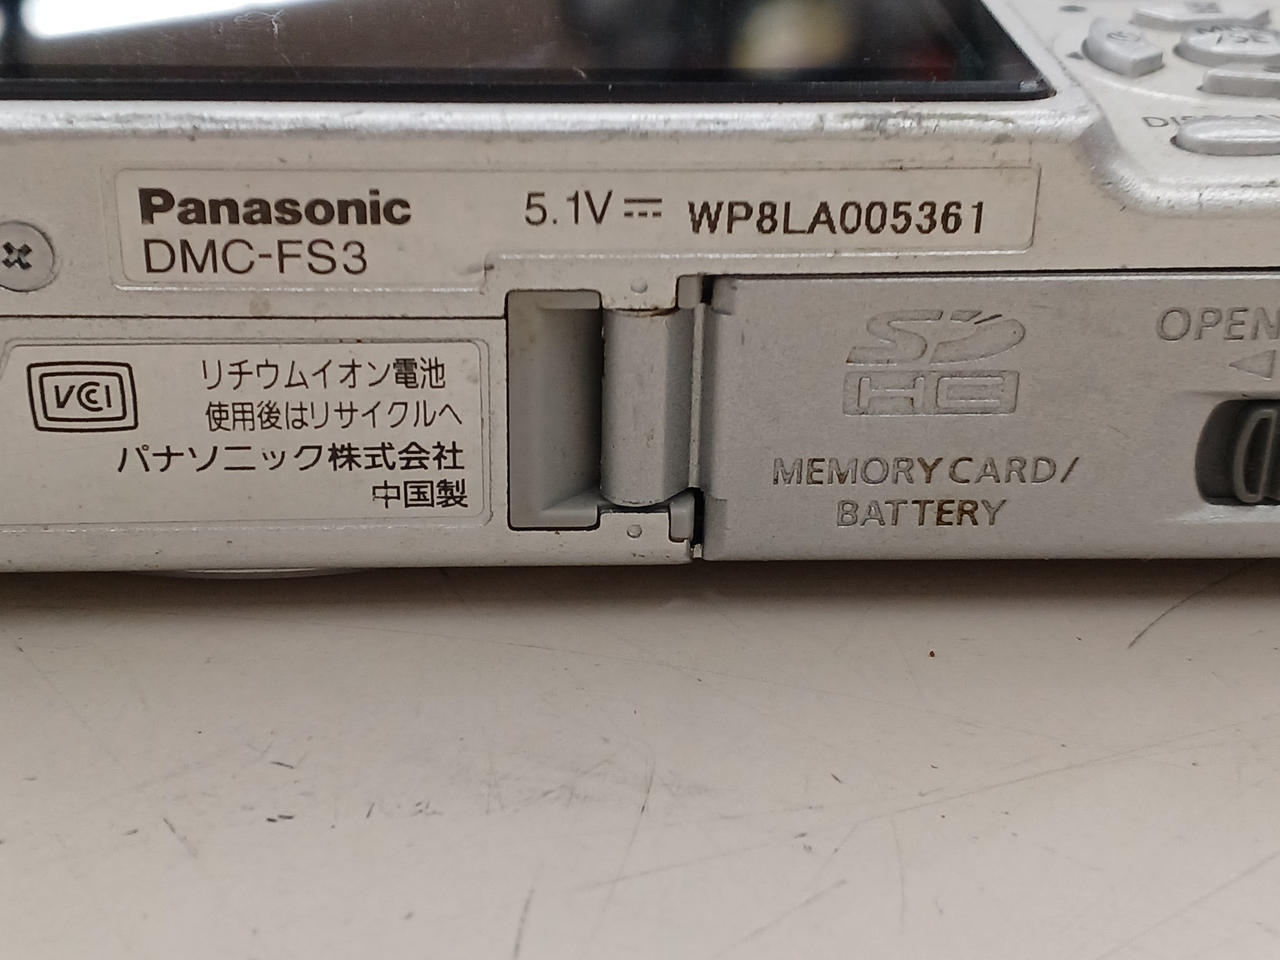 Panasonic
DMC-FS3
5.1V⎓ WP8LA005361
VCCI
リチウムイオン電池
使用後はリサイクルへ
パナソニック株式会社
中国製
SD
HC
MEMORY CARD/
BATTERY
OPEN